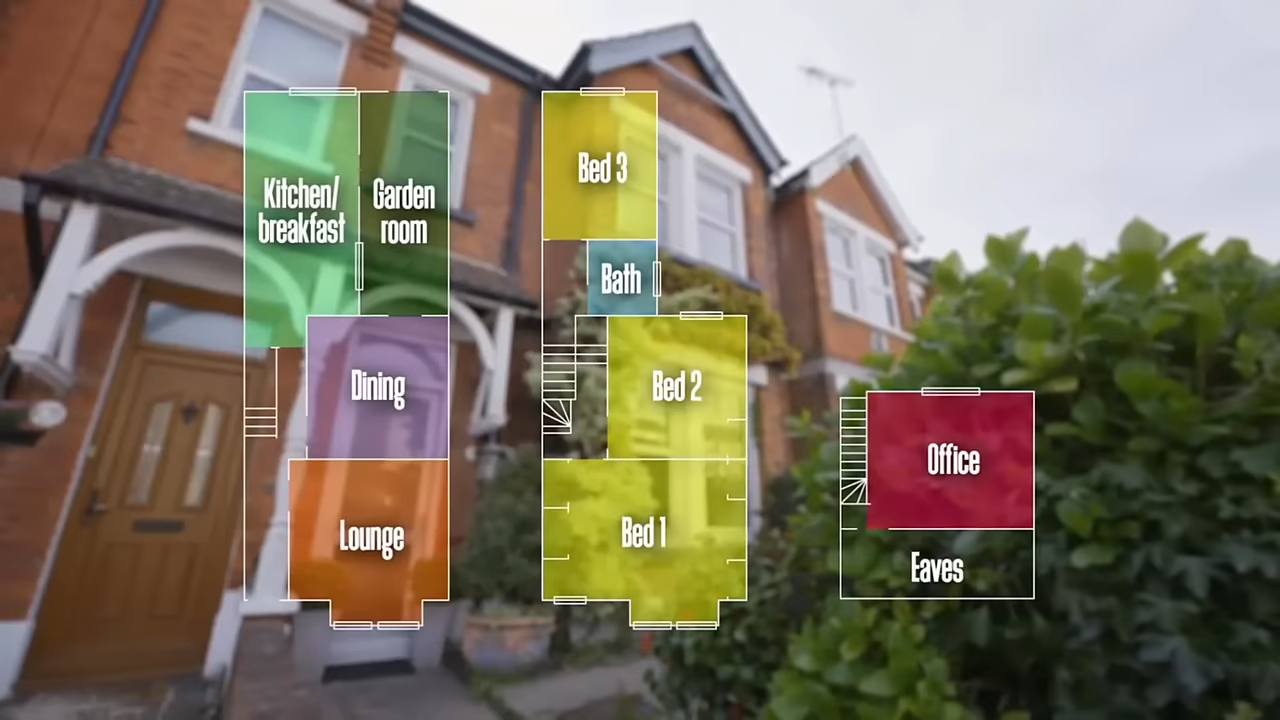 Kitchen/
breakfast
Garden
room
Dining
Lounge
Bed 3
Bath
Bed 2
Bed 1
Office
Eaves